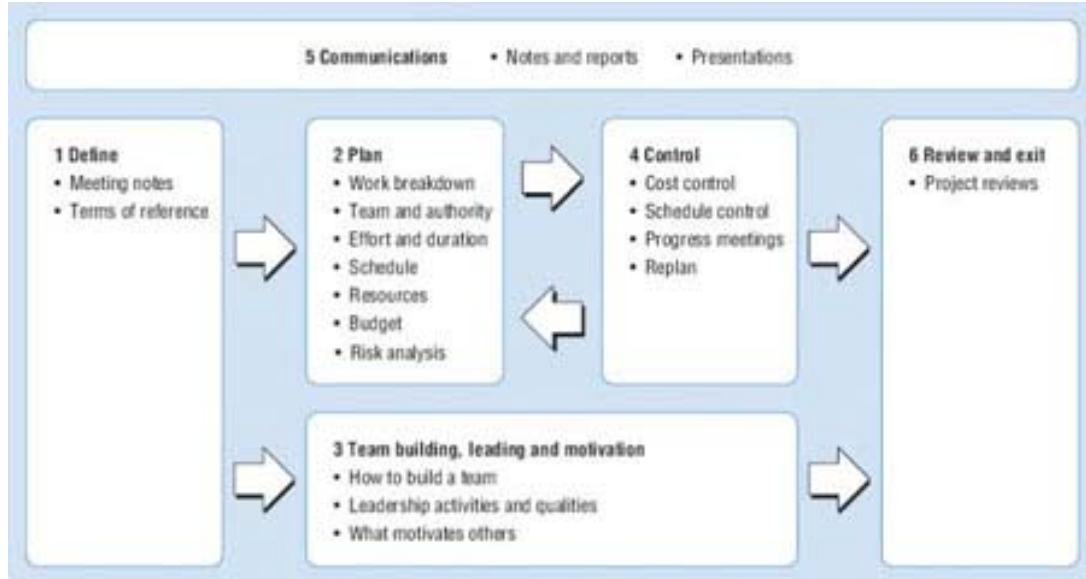 5 Communications • Notes and reports • Presentations
1 Define
• Meeting notes
• Terms of reference
2 Plan
• Work breakdown
• Team and authority
• Effort and duration
• Schedule
• Resources
• Budget
• Risk analysis
4 Control
• Cost control
• Schedule control
• Progress meetings
• Replan
6 Review and exit
• Project reviews
3 Team building, leading and motivation
• How to build a team
• Leadership activities and qualities
• What motivates others